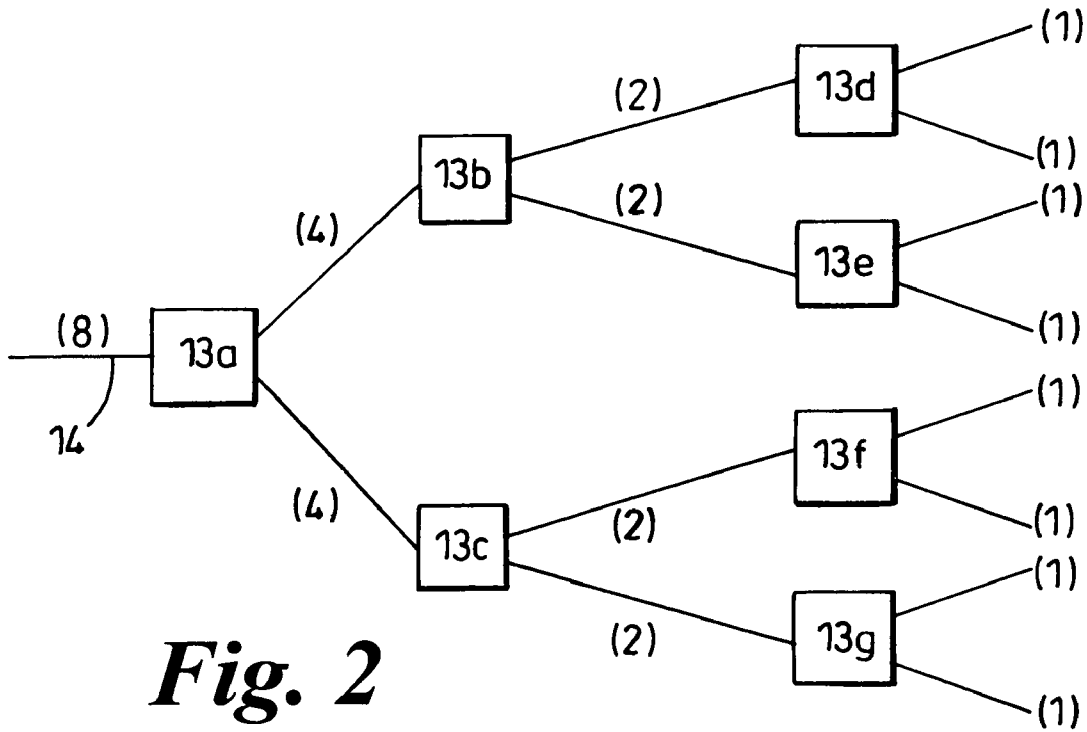 (1)
13d
(2)
(1)
13b
(2)
(1)
13e
(4)
(1)
(8)
13a
14
(1)
13f
(4)
(2)
(1)
13c
(1)
13g
(2)
(1)
Fig. 2